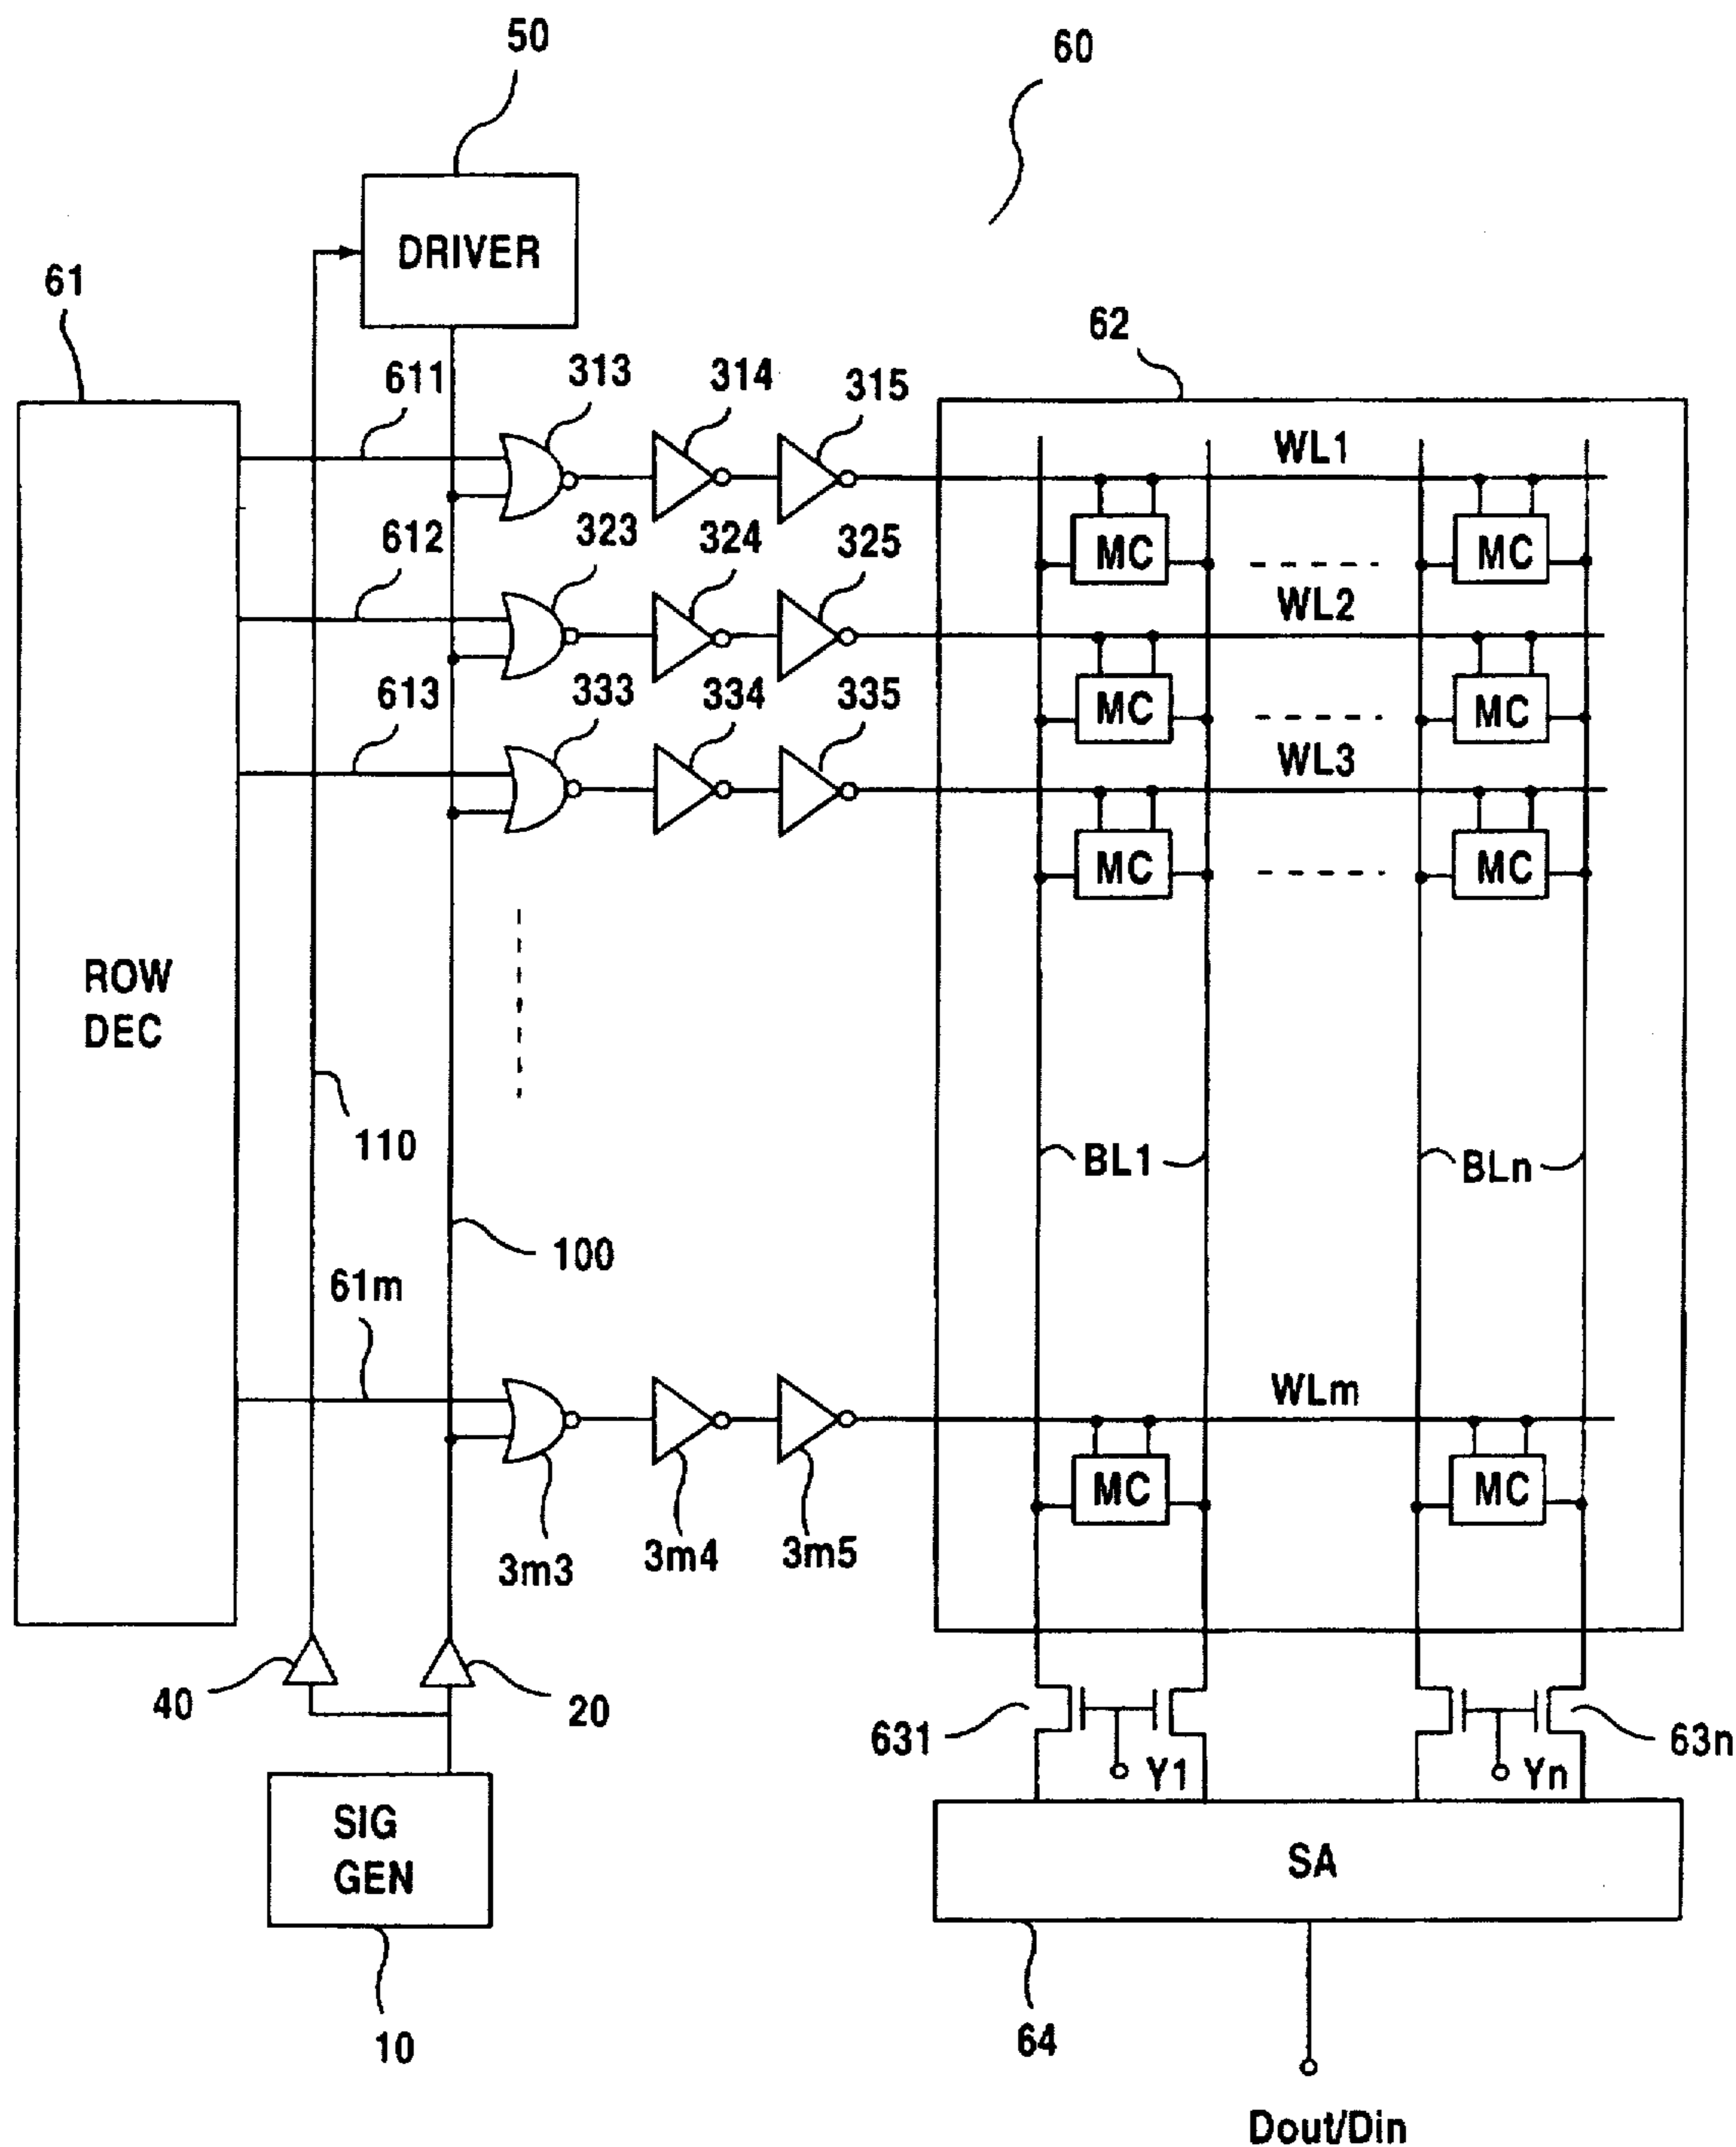 50
60
DRIVER
61
62
611
313
314
315
WL1
MC
MC
612
323
324
325
WL2
MC
MC
613
333
334
335
WL3
MC
MC
ROW
DEC
110
BL1
BLn
100
61m
WLm
MC
MC
3m3
3m4
3m5
40
20
631
63n
Y1
Yn
SIG
GEN
SA
10
64
Dout/Din